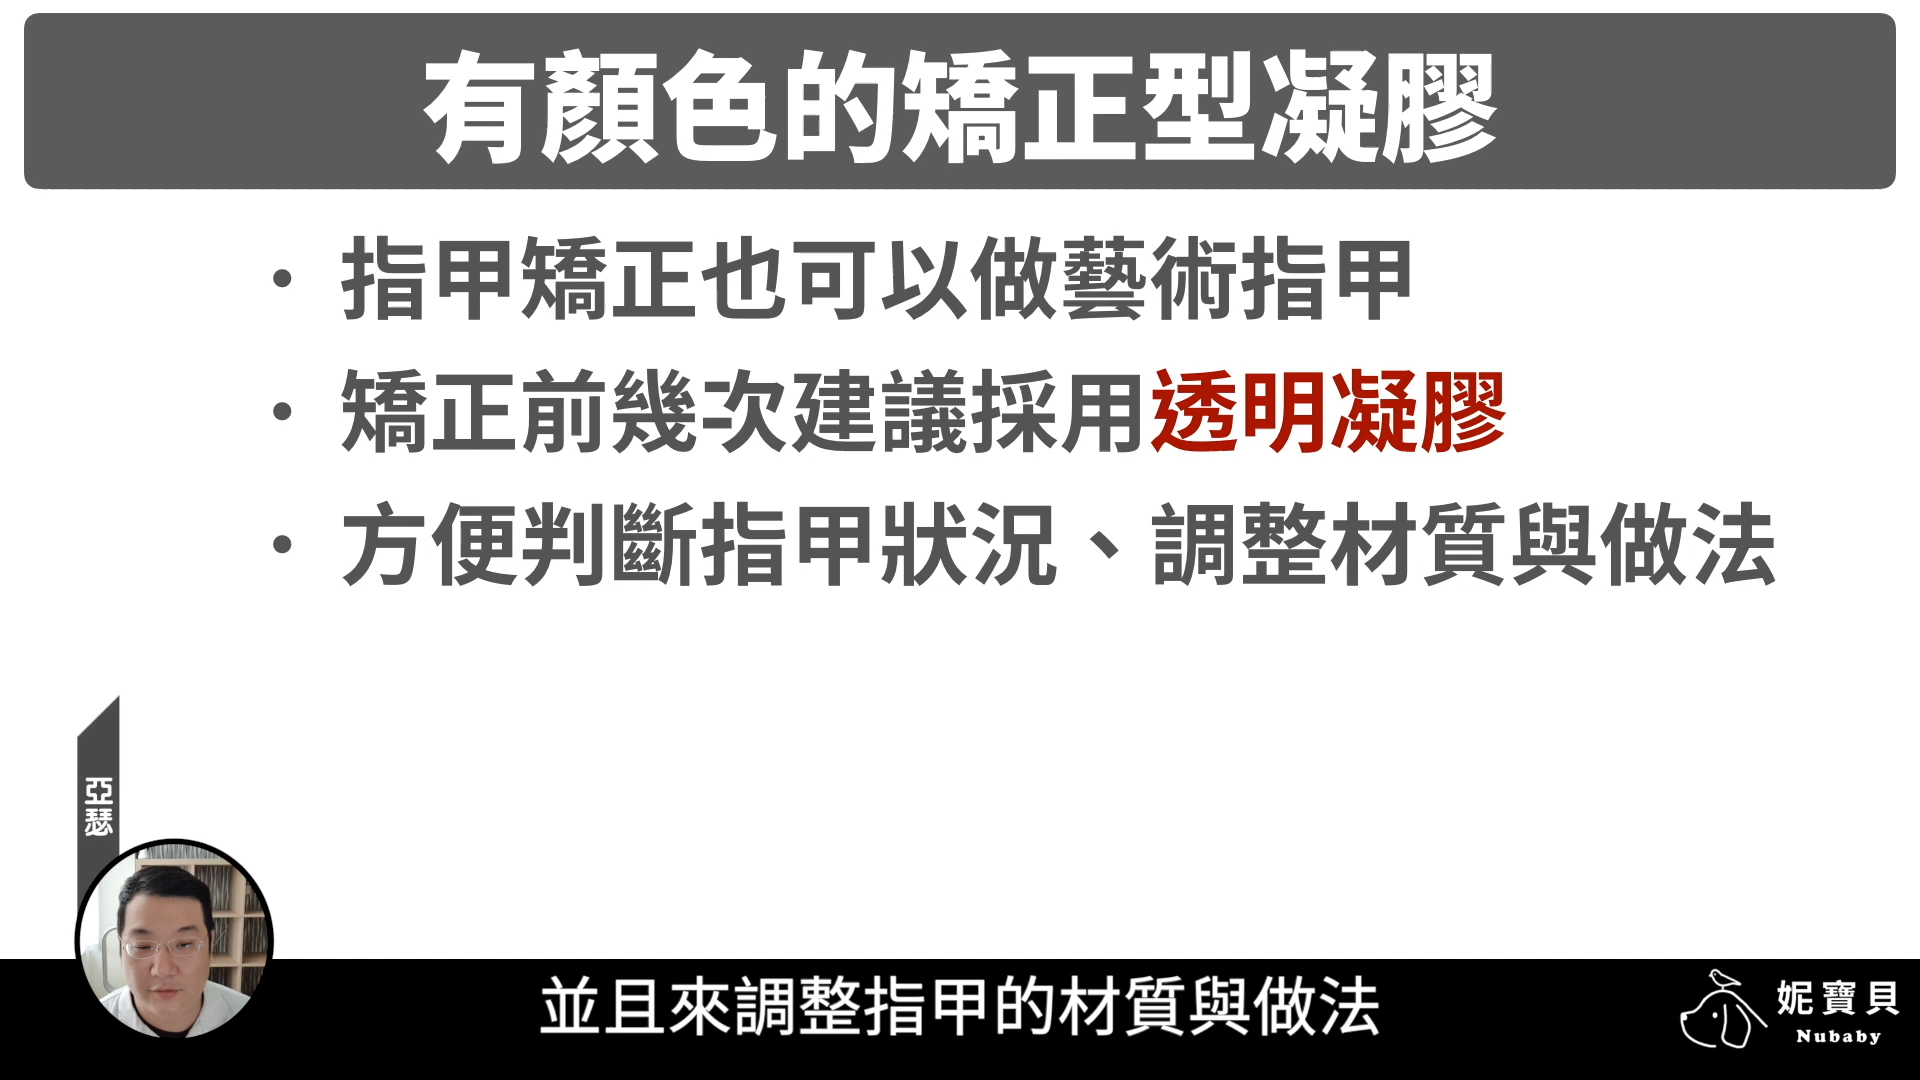 有顏色的矯正型凝膠
• 指甲矯正也可以做藝術指甲
• 矯正前幾次建議採用透明凝膠
• 方便判斷指甲狀況、調整材質與做法
亞瑟
並且來調整指甲的材質與做法
妮寶貝
Nubaby